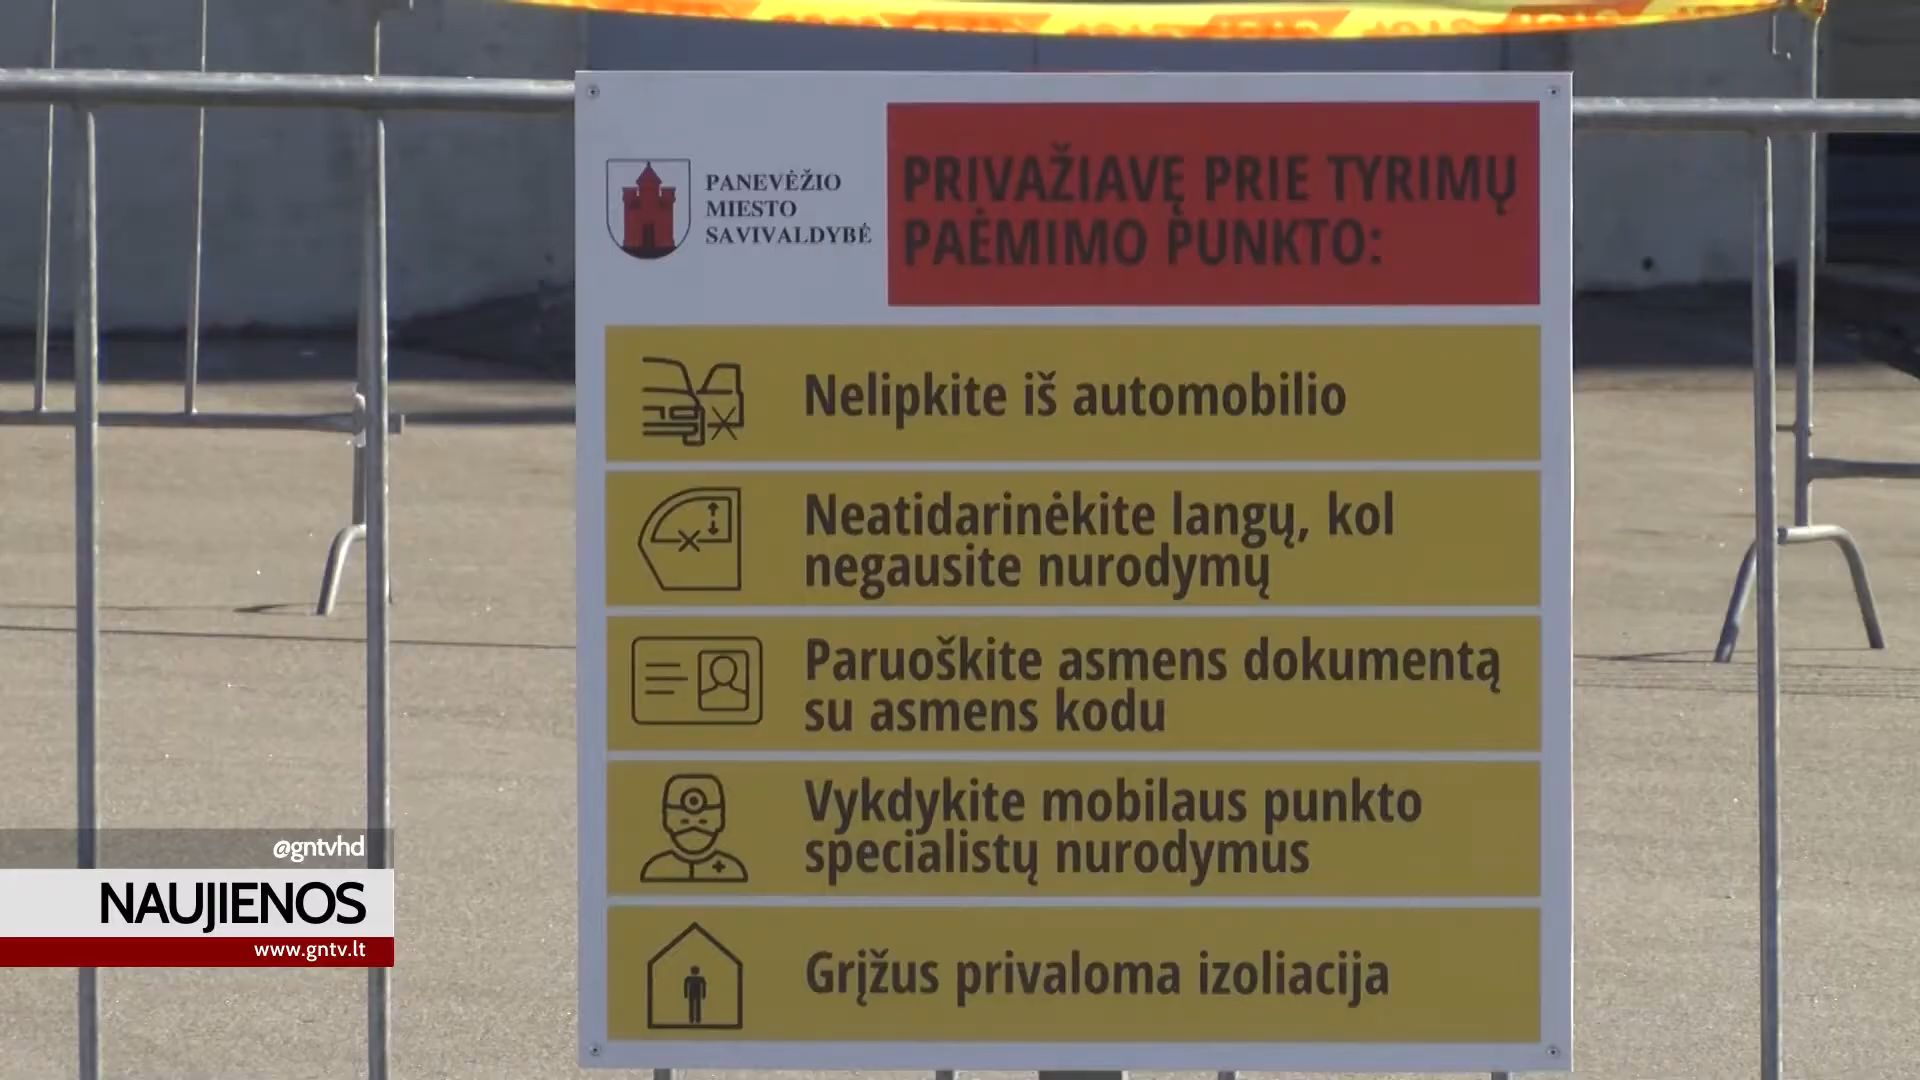 PANEVĖŽIO
MIESTO
SAVIVALDYBĖ
PRIVAŽIAVĘ PRIE TYRIMŲ
PAĖMIMO PUNKTO:
Nelipkite iš automobilio
Neatidarinėkite langų, kol
negausite nurodymų
Paruoškite asmens dokumentą
su asmens kodu
Vykdykite mobilaus punkto
specialistų nurodymus
Grįžus privaloma izoliacija
@gntvhd
NAUJIENOS
www.gntv.lt